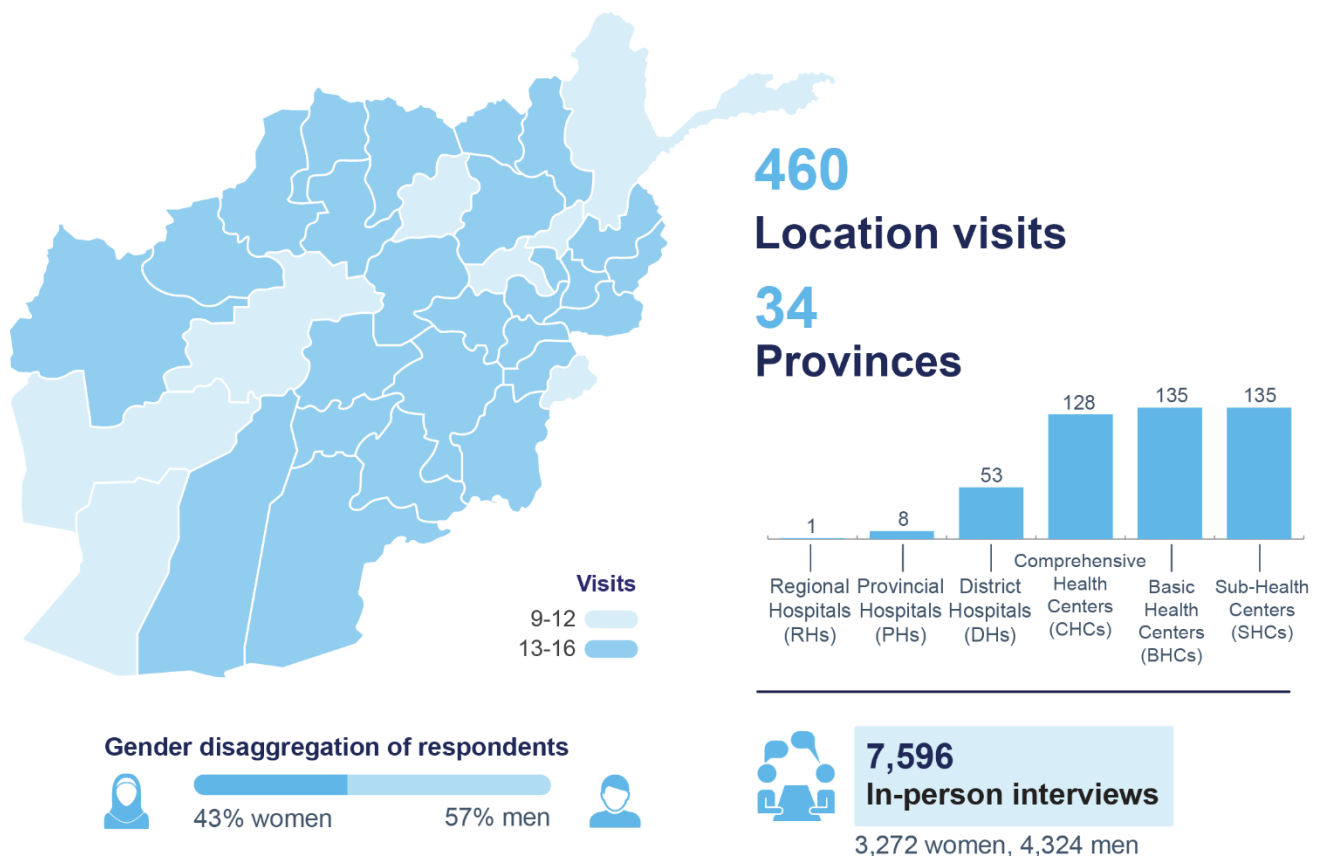 460
Location visits
34
Provinces
128
135
135
53
8
1
Regional
Hospitals
(RHs)
Provincial
Hospitals
(PHs)
District
Hospitals
(DHs)
Comprehensive
Health
Centers
(CHCs)
Basic
Health
Centers
(BHCs)
Sub-Health
Centers
(SHCs)
Visits
9-12
13-16
Gender disaggregation of respondents
43% women
57% men
7,596
In-person interviews
3,272 women, 4,324 men